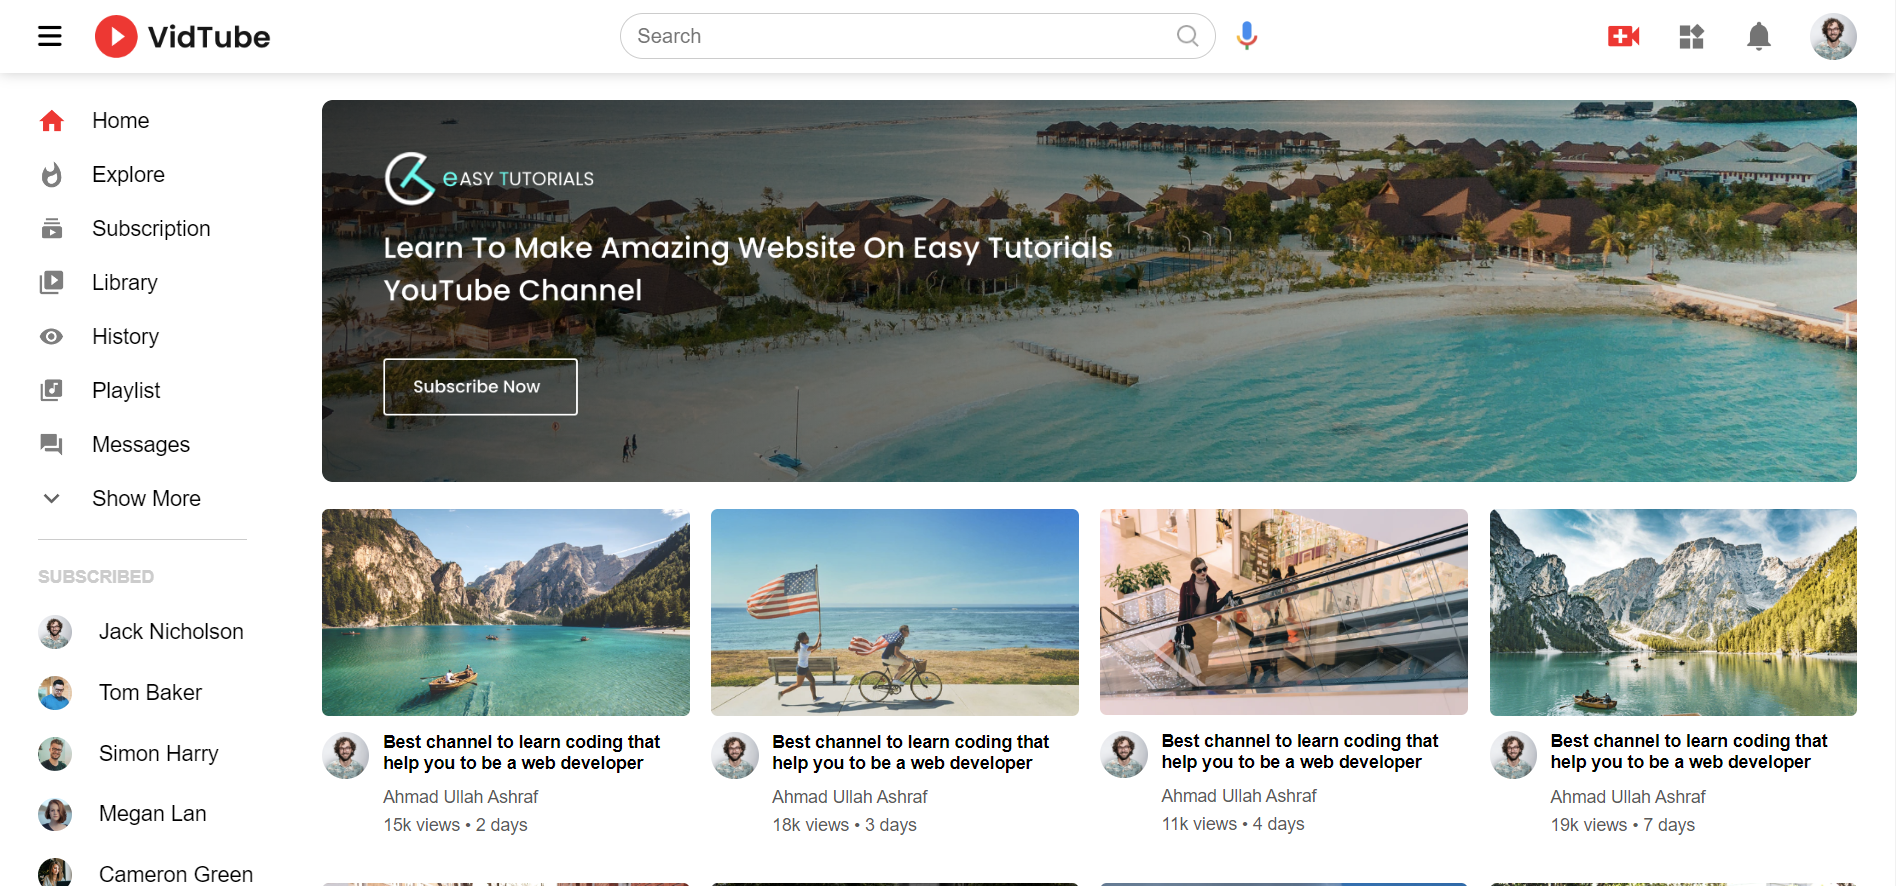 VidTube
Search
Home
Explore
Subscription
Library
History
Playlist
Messages
Show More
SUBSCRIBED
Jack Nicholson
Tom Baker
Simon Harry
Megan Lan
Cameron Green
eASY TUTORIALS
Learn To Make Amazing Website On Easy Tutorials
YouTube Channel
Subscribe Now
Best channel to learn coding that
help you to be a web developer
Ahmad Ullah Ashraf
15k views • 2 days
Best channel to learn coding that
help you to be a web developer
Ahmad Ullah Ashraf
18k views • 3 days
Best channel to learn coding that
help you to be a web developer
Ahmad Ullah Ashraf
11k views • 4 days
Best channel to learn coding that
help you to be a web developer
Ahmad Ullah Ashraf
19k views • 7 days